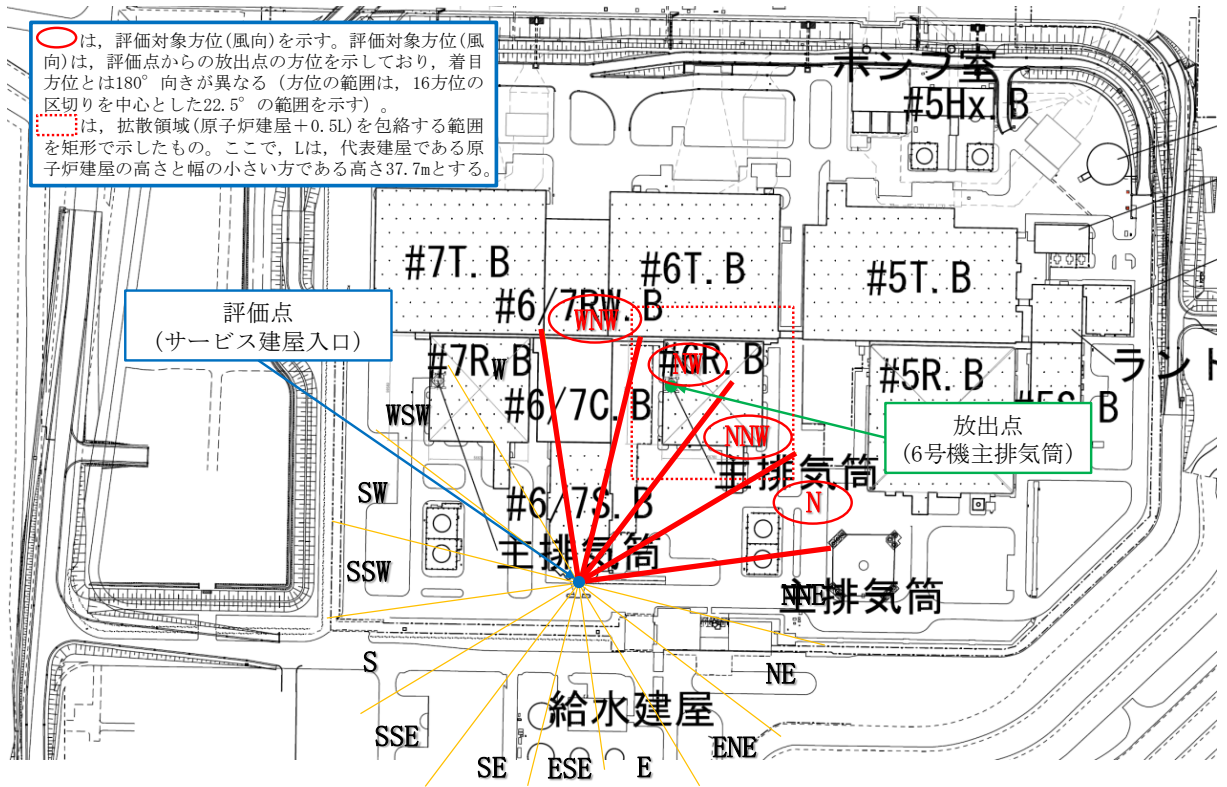 は，評価対象方位(風向)を示す。評価対象方位(風
向)は，評価点からの放出点の方位を示しており，着目
方位とは180°向きが異なる（方位の範囲は，16方位の
区切りを中心とした22.5°の範囲を示す）。
は，拡散領域(原子炉建屋＋0.5L)を包絡する範囲
を矩形で示したもの。ここで，Lは，代表建屋である原
子炉建屋の高さと幅の小さい方である高さ37.7mとする。
ポンプ室
#5Hx.B
#7T.B
#6T.B
#5T.B
#6/7RW.B
WNW
評価点
(サービス建屋入口)
#7R
W
B
NW
#6R.B
#5R.B
ランド
#6/7C.B
WSW
放出点
(6号機主排気筒)
NNW
主排気筒
SW
#6/7S.B
N
主排気筒
SSW
NNE
主排気筒
S
NE
給水建屋
SSE
ENE
SE
ESE
E